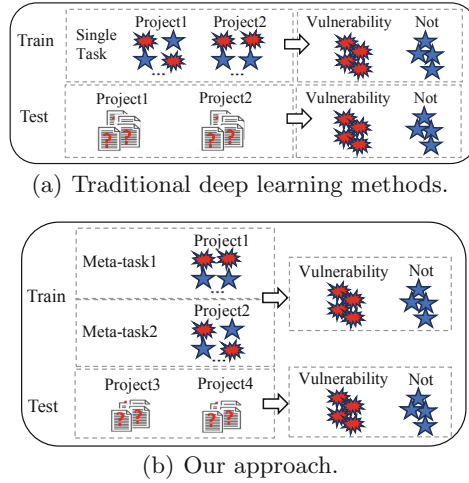 Train
Single
Task
Project1
Project2
Vulnerability
Not
...
...
Test
Project1
Project2
Vulnerability
Not
? ? ?
? ? ?
(a) Traditional deep learning methods.
Train
Meta-task1
Project1
...
Vulnerability
Not
Meta-task2
Project2
...
Test
Project3
Project4
Vulnerability
Not
? ?
? ?
(b) Our approach.